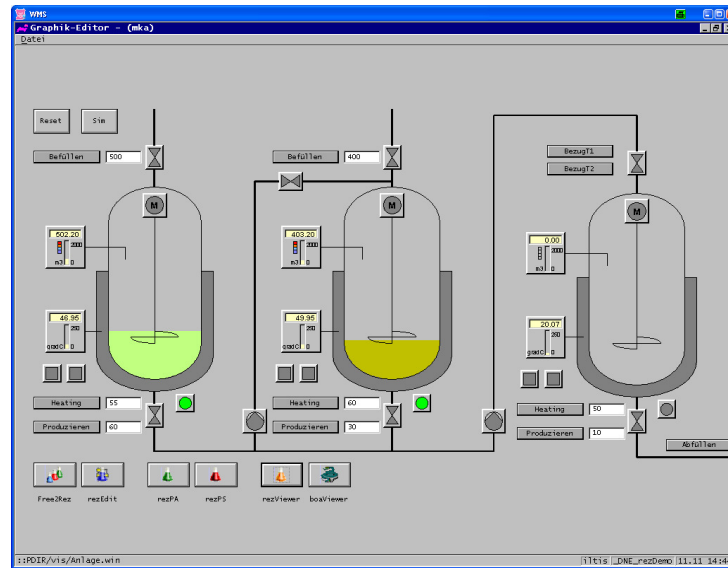 WMS
Graphik-Editor - (mka)
Datei
Reset
Sim
Befüllen 500
Befüllen 400
BezugT1
BezugT2
M
M
M
502.20
2000
m3 0
403.20
2000
m3 0
0.00
2000
m3 0
46.95
250
gradC 0
49.95
250
gradC 0
20.07
250
gradC 0
Heating 55
Produzieren 60
Heating 60
Produzieren 30
Heating 50
Produzieren 10
Abfüllen
Free2Rez
rezEdit
rezPA
rezPS
rezViewer
boaViewer
::PDIR/vis/Anlage.win
iltis
_DNE_rezDemo
11.11 14:4